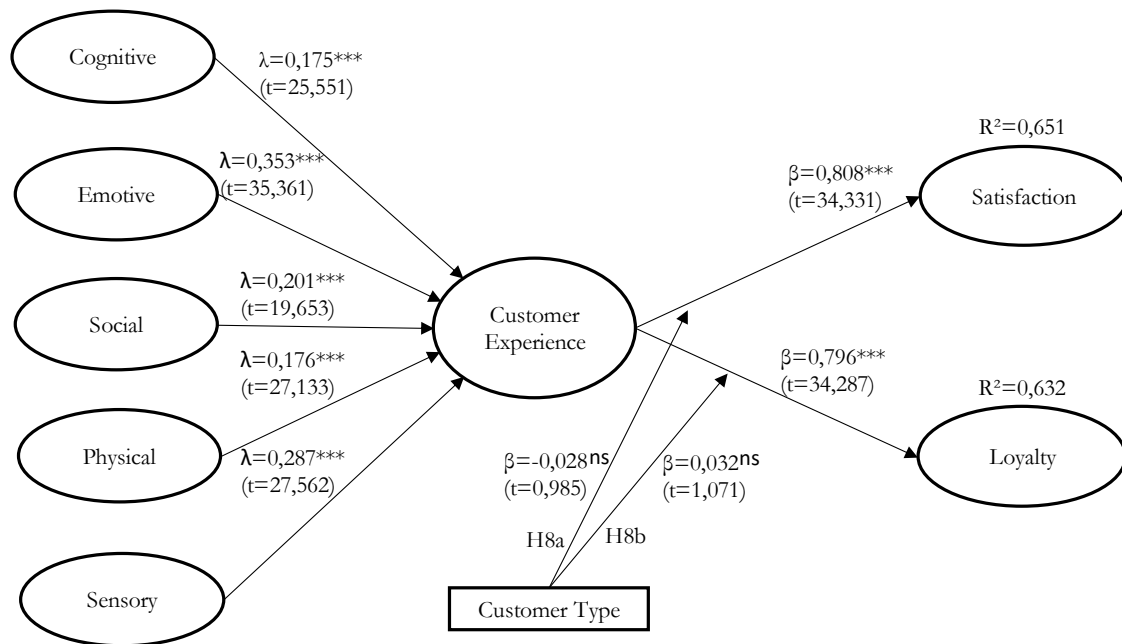 Cognitive
λ=0,175***
(t=25,551)
R²=0,651
Emotive
λ=0,353***
(t=35,361)
β=0,808***
(t=34,331)
Satisfaction
Social
λ=0,201***
(t=19,653)
Customer
Experience
λ=0,176***
(t=27,133)
β=0,796***
(t=34,287)
R²=0,632
Physical
λ=0,287***
(t=27,562)
β=-0,028ns
(t=0,985)
β=0,032ns
(t=1,071)
Loyalty
H8a
H8b
Sensory
Customer Type